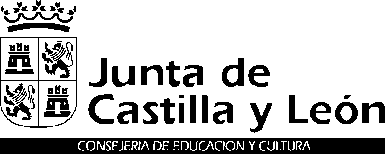 Junta de
Castilla y León
CONSEJERIA DE EDUCACION Y CULTURA